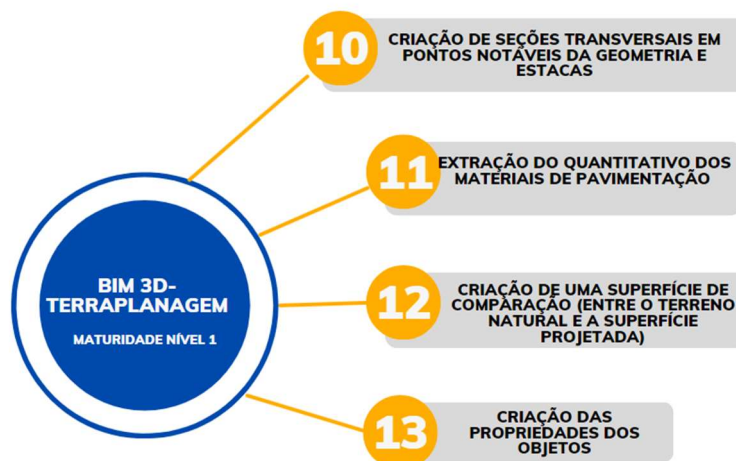 10
CRIAÇÃO DE SEÇÕES TRANSVERSAIS EM
PONTOS NOTÁVEIS DA GEOMETRIA E
ESTACAS
11
EXTRAÇÃO DO QUANTITATIVO DOS
MATERIAIS DE PAVIMENTAÇÃO
BIM 3D-
TERRAPLANAGEM
MATURIDADE NÍVEL 1
12
CRIAÇÃO DE UMA SUPERFÍCIE DE
COMPARAÇÃO (ENTRE O TERRENO
NATURAL E A SUPERFÍCIE
PROJETADA)
13
CRIAÇÃO DAS
PROPRIEDADES DOS
OBJETOS